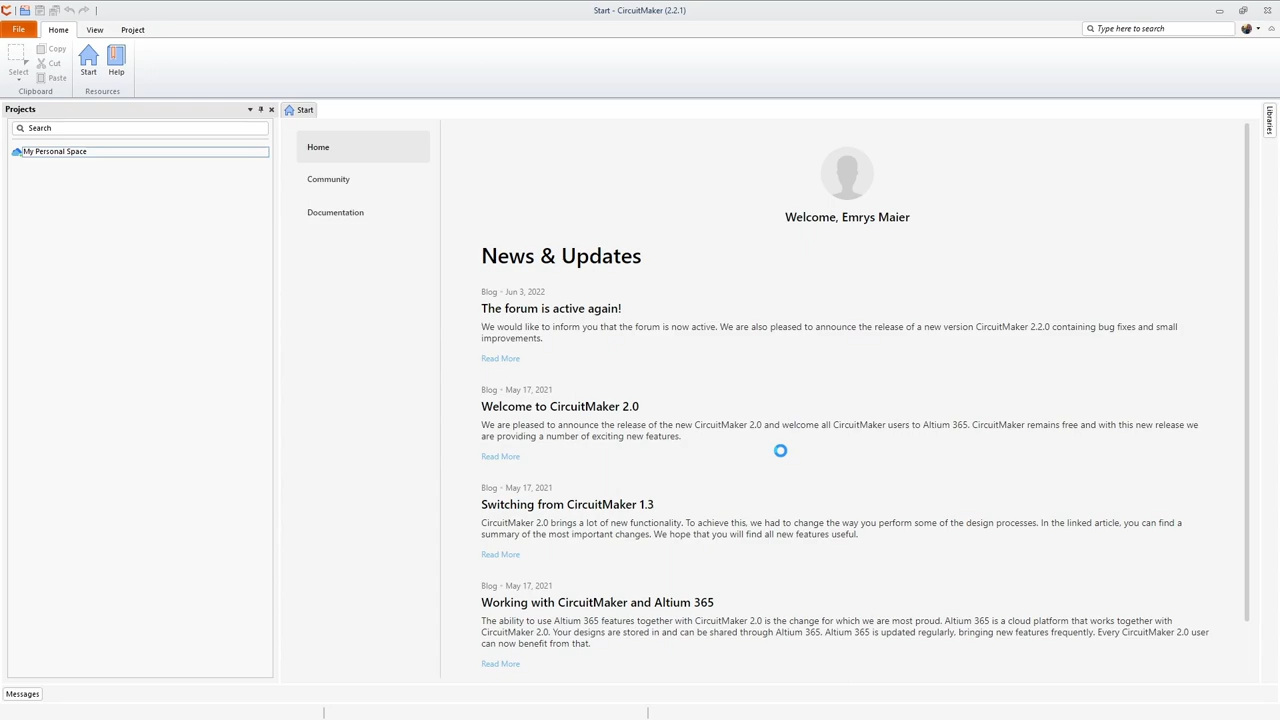 Start - CircuitMaker (2.2.1)
File
Home
View
Project
Type here to search
Select
Copy
Cut
Paste
Start
Help
Clipboard
Resources
Projects
Search
My Personal Space
Start
Libraries
Home
Community
Documentation
Welcome, Emrys Maier
News & Updates
Blog - Jun 3, 2022
The forum is active again!
We would like to inform you that the forum is now active. We are also pleased to announce the release of a new version CircuitMaker 2.2.0 containing bug fixes and small
improvements.
Read More
Blog - May 17, 2021
Welcome to CircuitMaker 2.0
We are pleased to announce the release of the new CircuitMaker 2.0 and welcome all CircuitMaker users to Altium 365. CircuitMaker remains free and with this new release we
are providing a number of exciting new features.
Read More
Blog - May 17, 2021
Switching from CircuitMaker 1.3
CircuitMaker 2.0 brings a lot of new functionality. To achieve this, we had to change the way you perform some of the design processes. In the linked article, you can find a
summary of the most important changes. We hope that you will find all new features useful.
Read More
Blog - May 17, 2021
Working with CircuitMaker and Altium 365
The ability to use Altium 365 features together with CircuitMaker 2.0 is the change for which we are most proud. Altium 365 is a cloud platform that works together with
CircuitMaker 2.0. Your designs are stored in and can be shared through Altium 365. Altium 365 is updated regularly, bringing new features frequently. Every CircuitMaker 2.0 user
can now benefit from that.
Read More
Messages